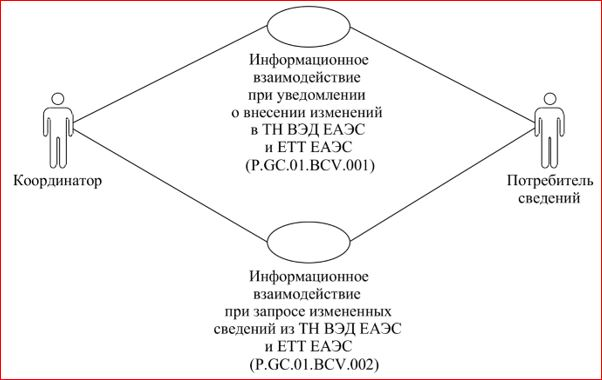 Информационное
взаимодействие
при уведомлении
о внесении изменений
в ТН ВЭД ЕАЭС
и ЕТТ ЕАЭС
(P.GC.01.BCV.001)
Координатор
Потребитель
сведений
Информационное
взаимодействие
при запросе измененных
сведений из ТН ВЭД ЕАЭС
и ЕТТ ЕАЭС
(P.GC.01.BCV.002)